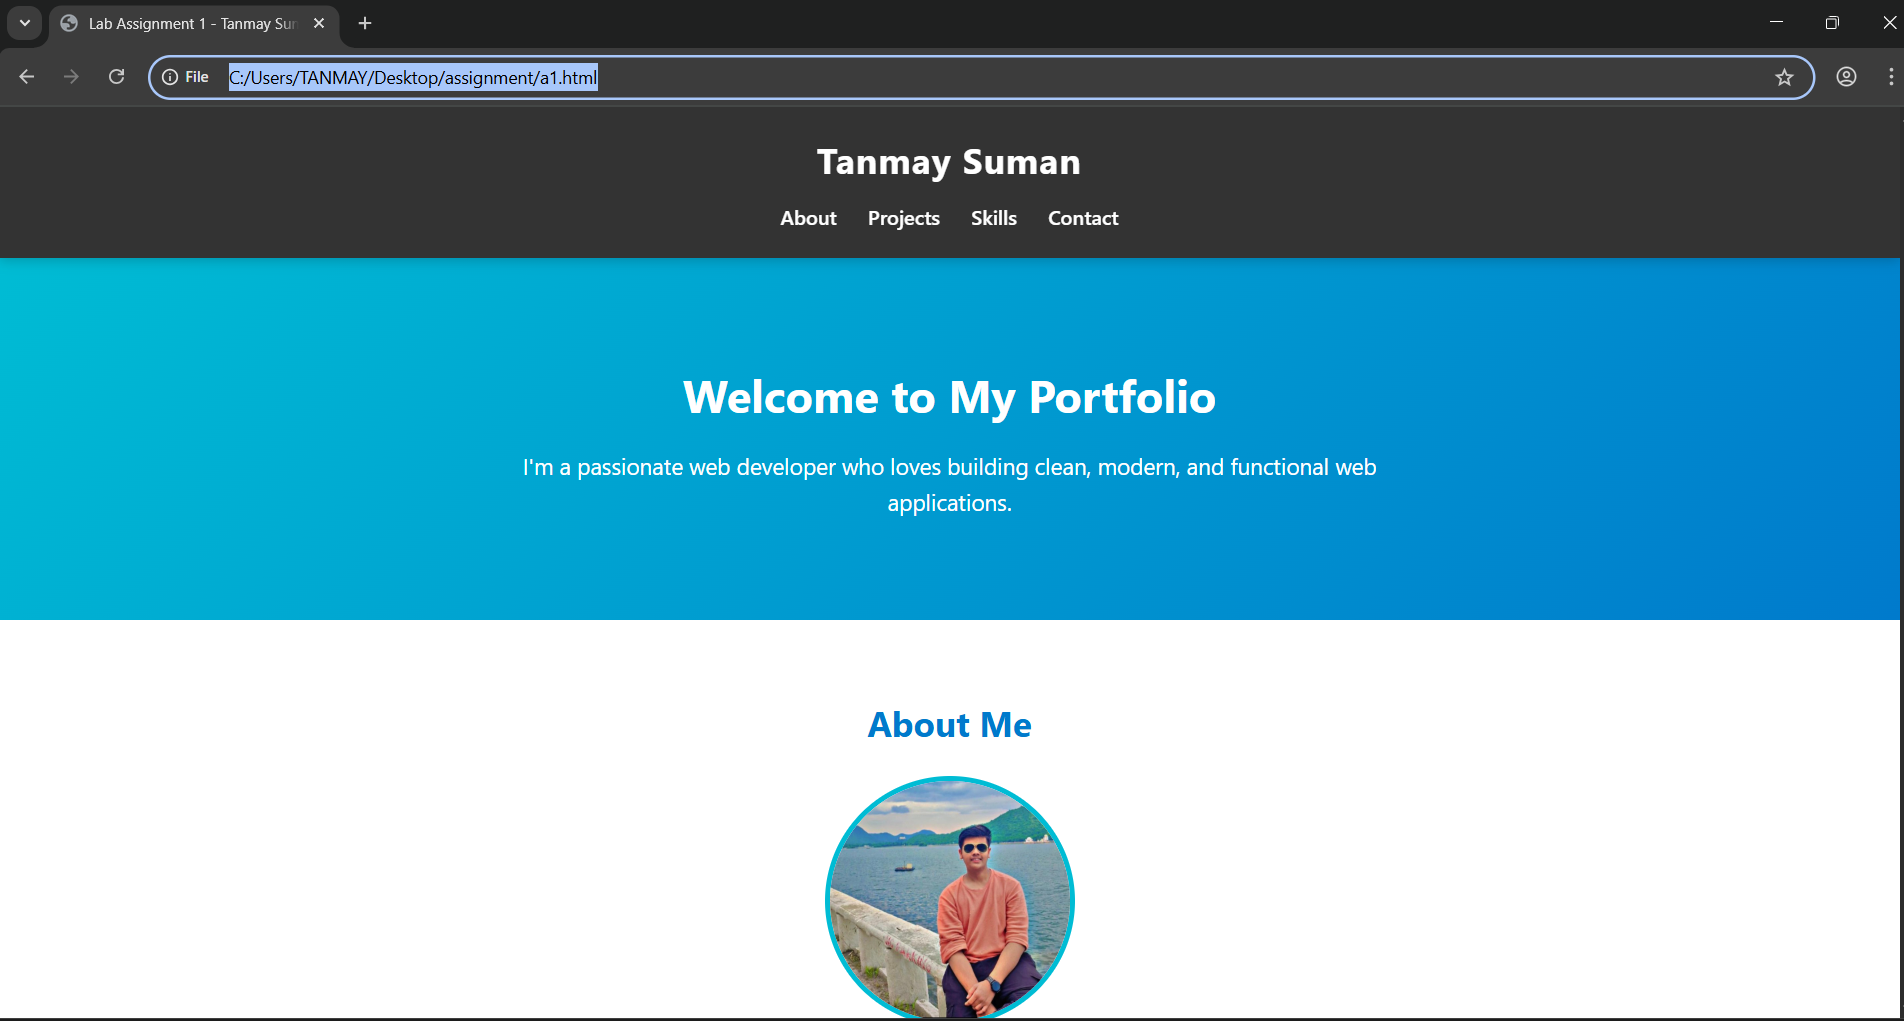 Lab Assignment 1 - Tanmay Sum
File C:/Users/TANMAY/Desktop/assignment/a1.html
Tanmay Suman
About Projects Skills Contact
Welcome to My Portfolio
I'm a passionate web developer who loves building clean, modern, and functional web
applications.
About Me